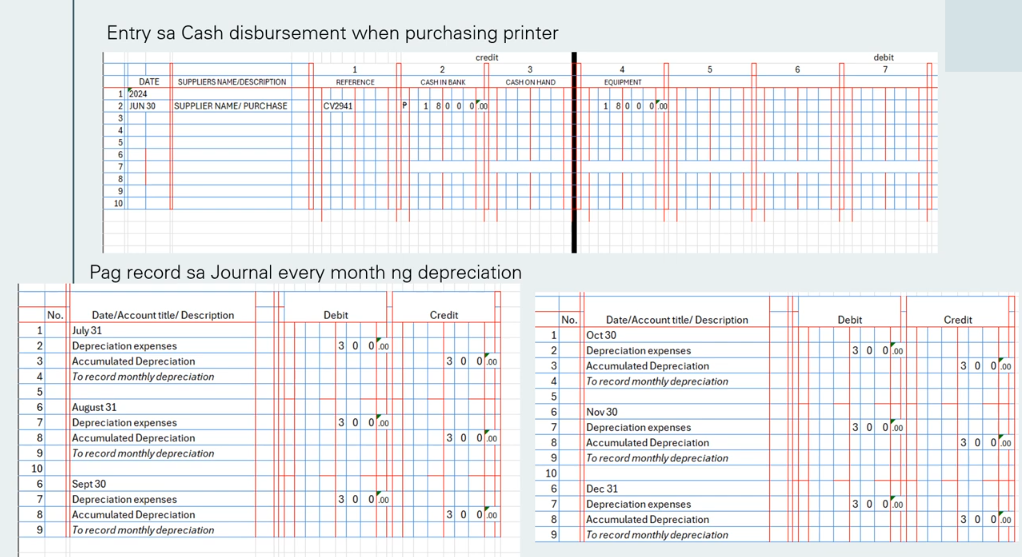 Entry sa Cash disbursement when purchasing printer
credit debit
1 2 3 4 5 6 7
DATE SUPPLIERS NAME/DESCRIPTION REFERENCE CASH IN BANK CASH ON HAND EQUIPMENT
1 2024
2 JUN 30 SUPPLIER NAME/ PURCHASE CV2941 ₱ 1 8 0 0 0 .00 1 8 0 0 0 .00
3
4
5
6
7
8
9
10
Pag record sa Journal every month ng depreciation
No. Date/Account title/ Description Debit Credit
1 July 31
2 Depreciation expenses 3 0 0 .00
3 Accumulated Depreciation 3 0 0 .00
4 To record monthly depreciation
5
6 August 31
7 Depreciation expenses 3 0 0 .00
8 Accumulated Depreciation 3 0 0 .00
9 To record monthly depreciation
10
6 Sept 30
7 Depreciation expenses 3 0 0 .00
8 Accumulated Depreciation 3 0 0 .00
9 To record monthly depreciation
No. Date/Account title/ Description Debit Credit
1 Oct 30
2 Depreciation expenses 3 0 0 .00
3 Accumulated Depreciation 3 0 0 .00
4 To record monthly depreciation
5
6 Nov 30
7 Depreciation expenses 3 0 0 .00
8 Accumulated Depreciation 3 0 0 .00
9 To record monthly depreciation
10
6 Dec 31
7 Depreciation expenses 3 0 0 .00
8 Accumulated Depreciation 3 0 0 .00
9 To record monthly depreciation